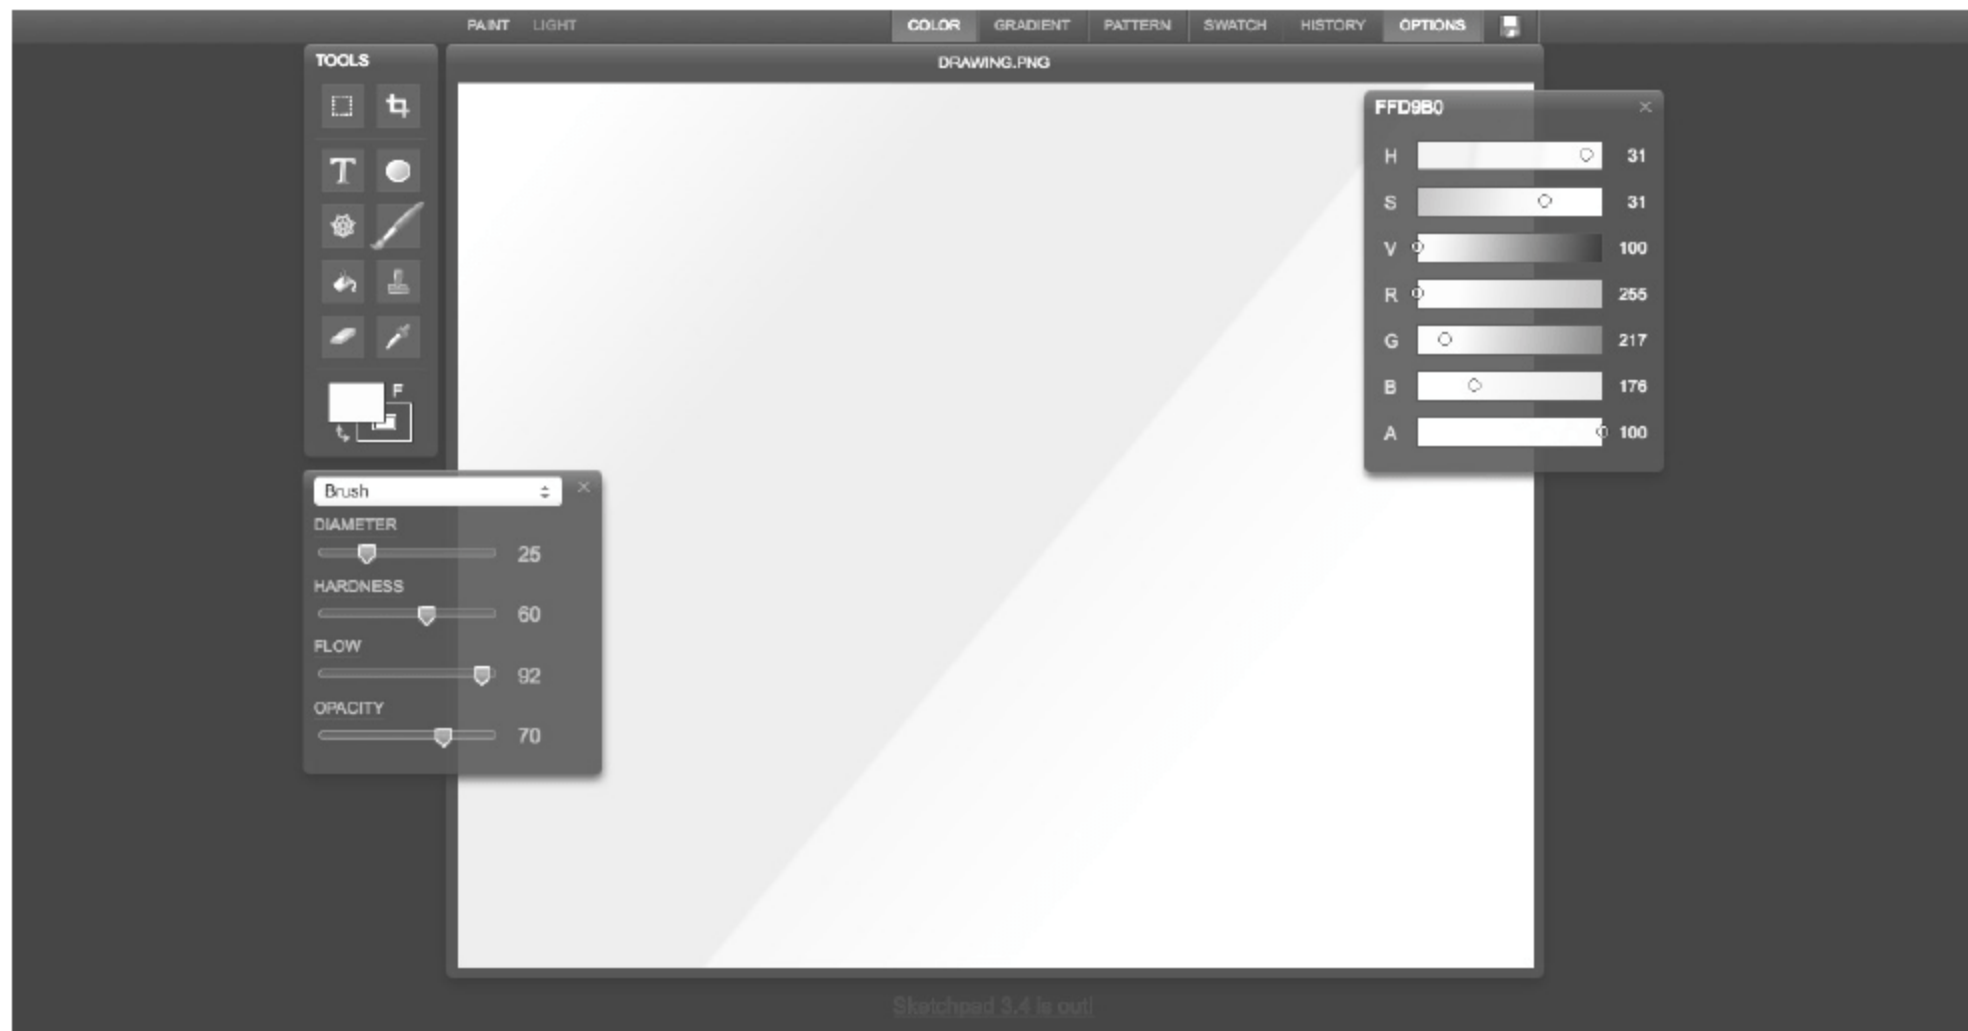 PAINT LIGHT COLOR GRADIENT PATTERN SWATCH HISTORY OPTIONS
TOOLS
DRAWING.PNG
T
F
Brush
DIAMETER
25
HARDNESS
60
FLOW
92
OPACITY
70
FFD9B0
H 31
S 31
V 100
R 255
G 217
B 176
A 100
Sketchpad 3.4 is out!